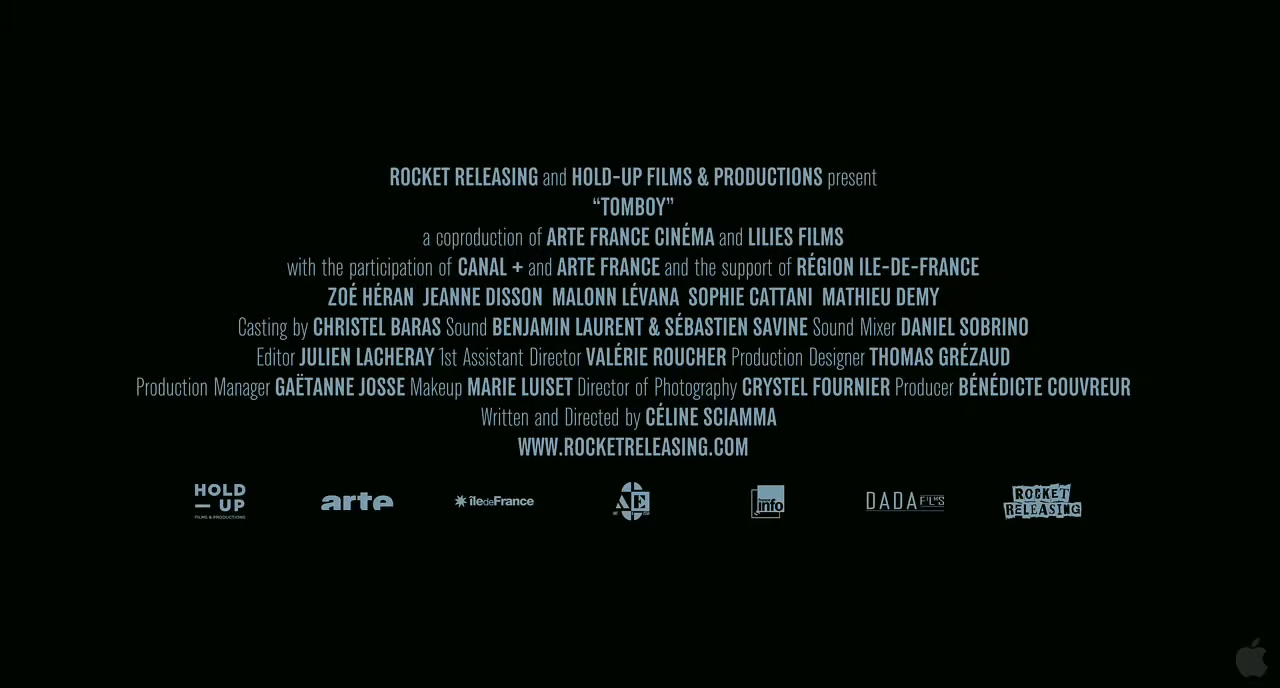 ROCKET RELEASING and HOLD-UP FILMS & PRODUCTIONS present
“TOMBOY”
a coproduction of ARTE FRANCE CINÉMA and LILIES FILMS
with the participation of CANAL + and ARTE FRANCE and the support of RÉGION ILE-DE-FRANCE
ZOÉ HÉRAN JEANNE DISSON MALONN LÉVANA SOPHIE CATTANI MATHIEU DEMY
Casting by CHRISTEL BARAS Sound BENJAMIN LAURENT & SÉBASTIEN SAVINE Sound Mixer DANIEL SOBRINO
Editor JULIEN LACHERAY 1st Assistant Director VALÉRIE ROUCHER Production Designer THOMAS GRÉZAUD
Production Manager GAËTANNE JOSSE Makeup MARIE LUISET Director of Photography CRYSTEL FOURNIER Producer BÉNÉDICTE COUVREUR
Written and Directed by CÉLINE SCIAMMA
WWW.ROCKETRELEASING.COM
HOLD
UP
FILMS & PRODUCTIONS
arte
îledeFrance
AE
info
DADA FILMS
ROCKET
RELEASING